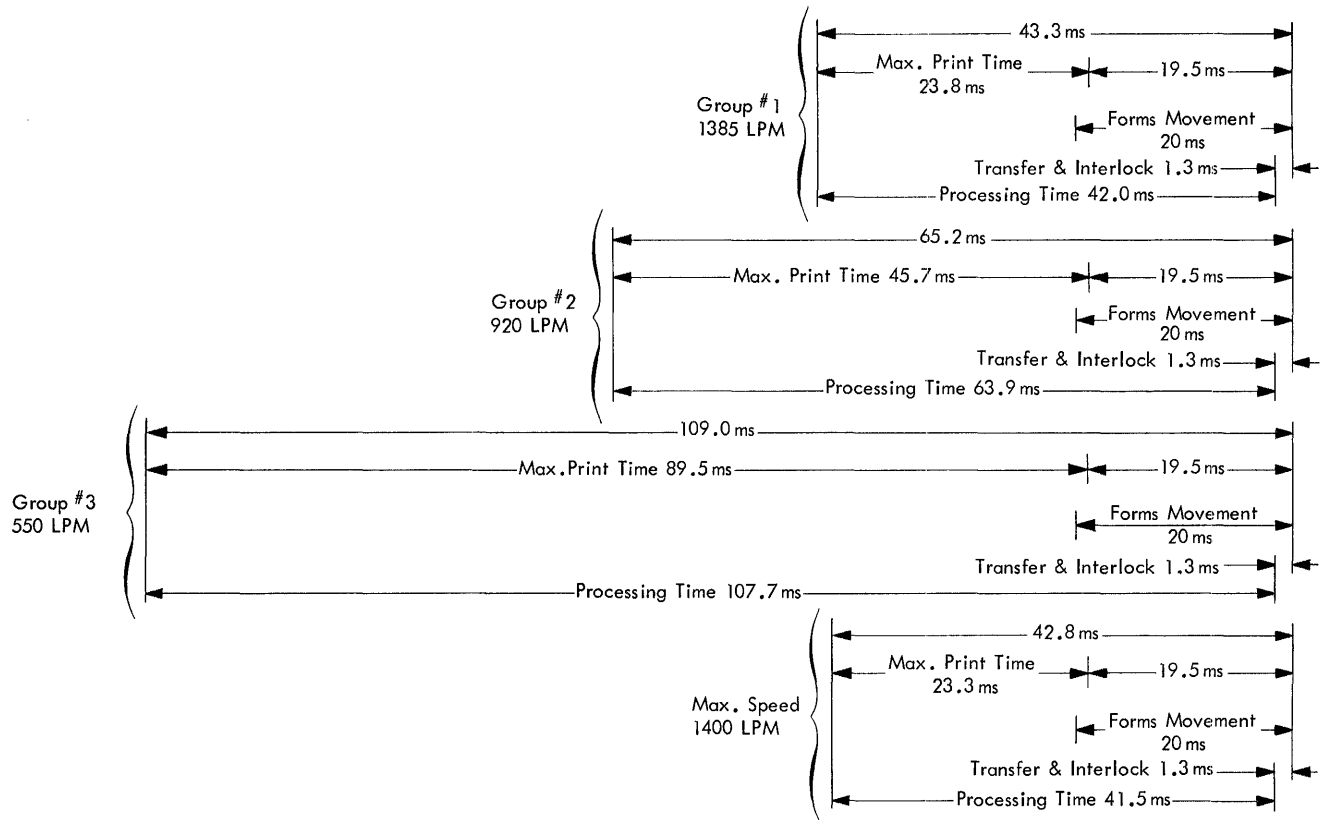 43.3 ms
Max. Print Time
23.8 ms
19.5 ms
Group #1
1385 LPM
Forms Movement
20 ms
Transfer & Interlock 1.3 ms
Processing Time 42.0 ms
65.2 ms
Max. Print Time 45.7 ms
19.5 ms
Group #2
920 LPM
Forms Movement
20 ms
Transfer & Interlock 1.3 ms
Processing Time 63.9 ms
109.0 ms
Max. Print Time 89.5 ms
19.5 ms
Group #3
550 LPM
Forms Movement
20 ms
Transfer & Interlock 1.3 ms
Processing Time 107.7 ms
42.8 ms
Max. Print Time
23.3 ms
19.5 ms
Max. Speed
1400 LPM
Forms Movement
20 ms
Transfer & Interlock 1.3 ms
Processing Time 41.5 ms